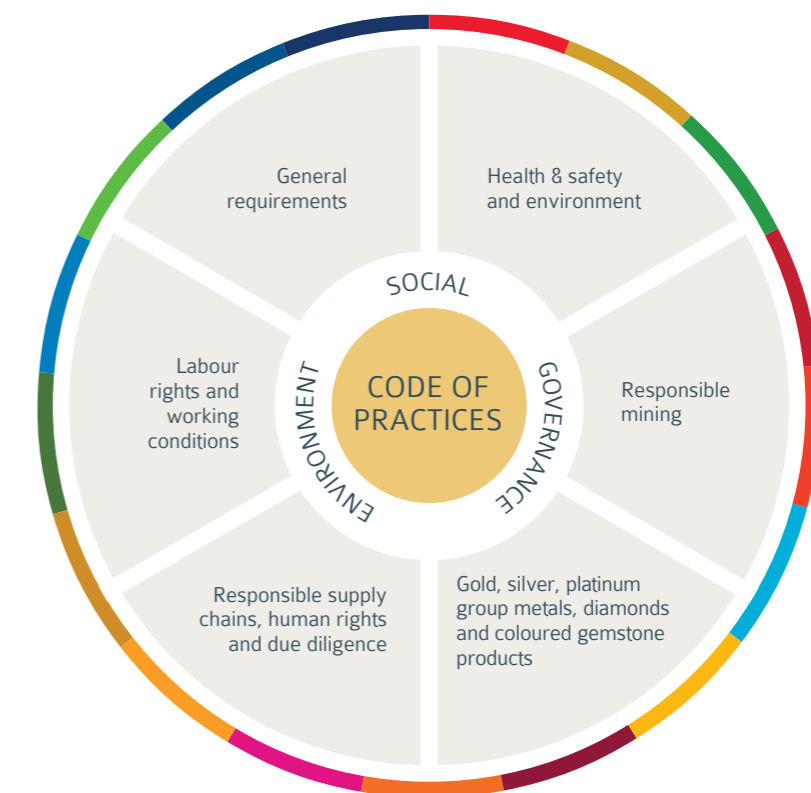 General
requirements
Health & safety
and environment
SOCIAL
Labour
rights and
working
conditions
ENVIRONMENT
CODE OF
PRACTICES
GOVERNANCE
Responsible
mining
Responsible supply
chains, human rights
and due diligence
Gold, silver, platinum
group metals, diamonds
and coloured gemstone
products